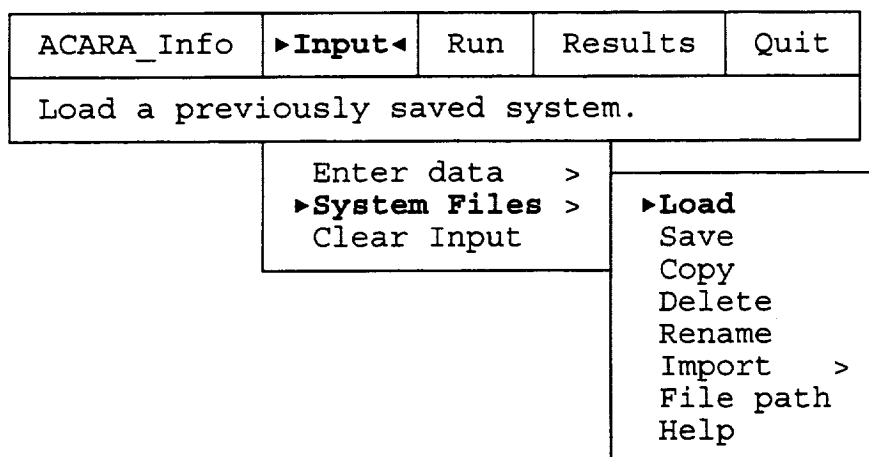 ACARA_Info ▸Input◂ Run Results Quit
Load a previously saved system.
Enter data >
▸System Files >
Clear Input
▸Load
Save
Copy
Delete
Rename
Import >
File path
Help